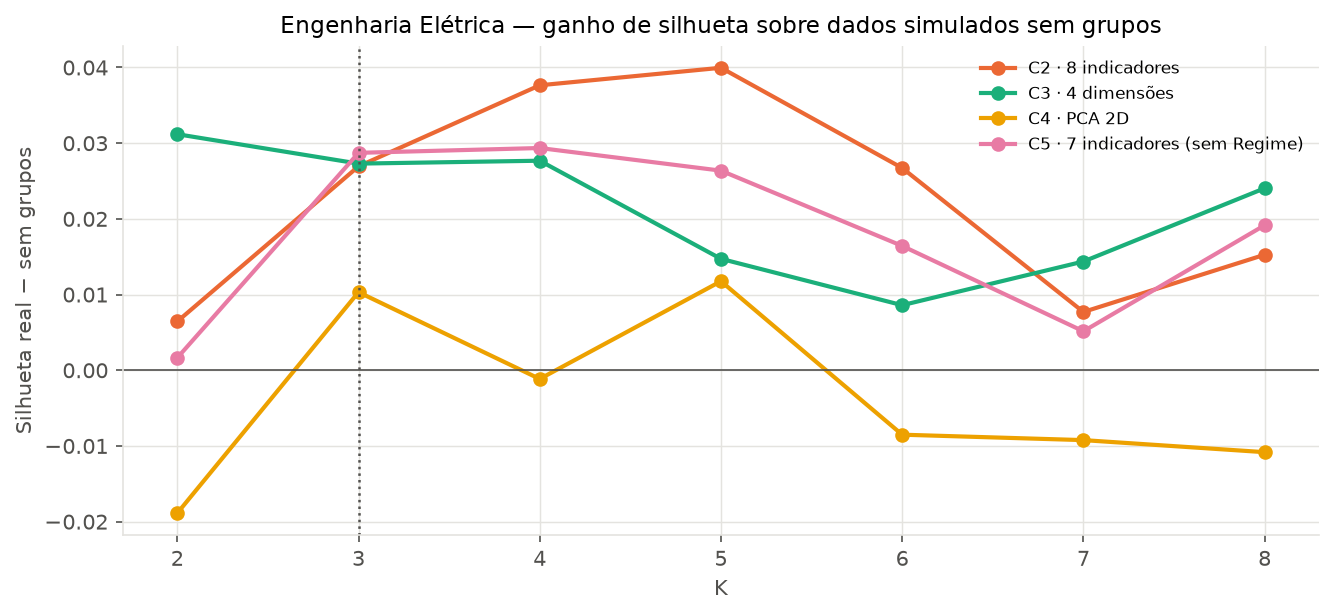 Engenharia Elétrica — ganho de silhueta sobre dados simulados sem grupos
Silhueta real − sem grupos
0.04
0.03
0.02
0.01
0.00
−0.01
−0.02
C2 · 8 indicadores
C3 · 4 dimensões
C4 · PCA 2D
C5 · 7 indicadores (sem Regime)
2 3 4 5 6 7 8
K